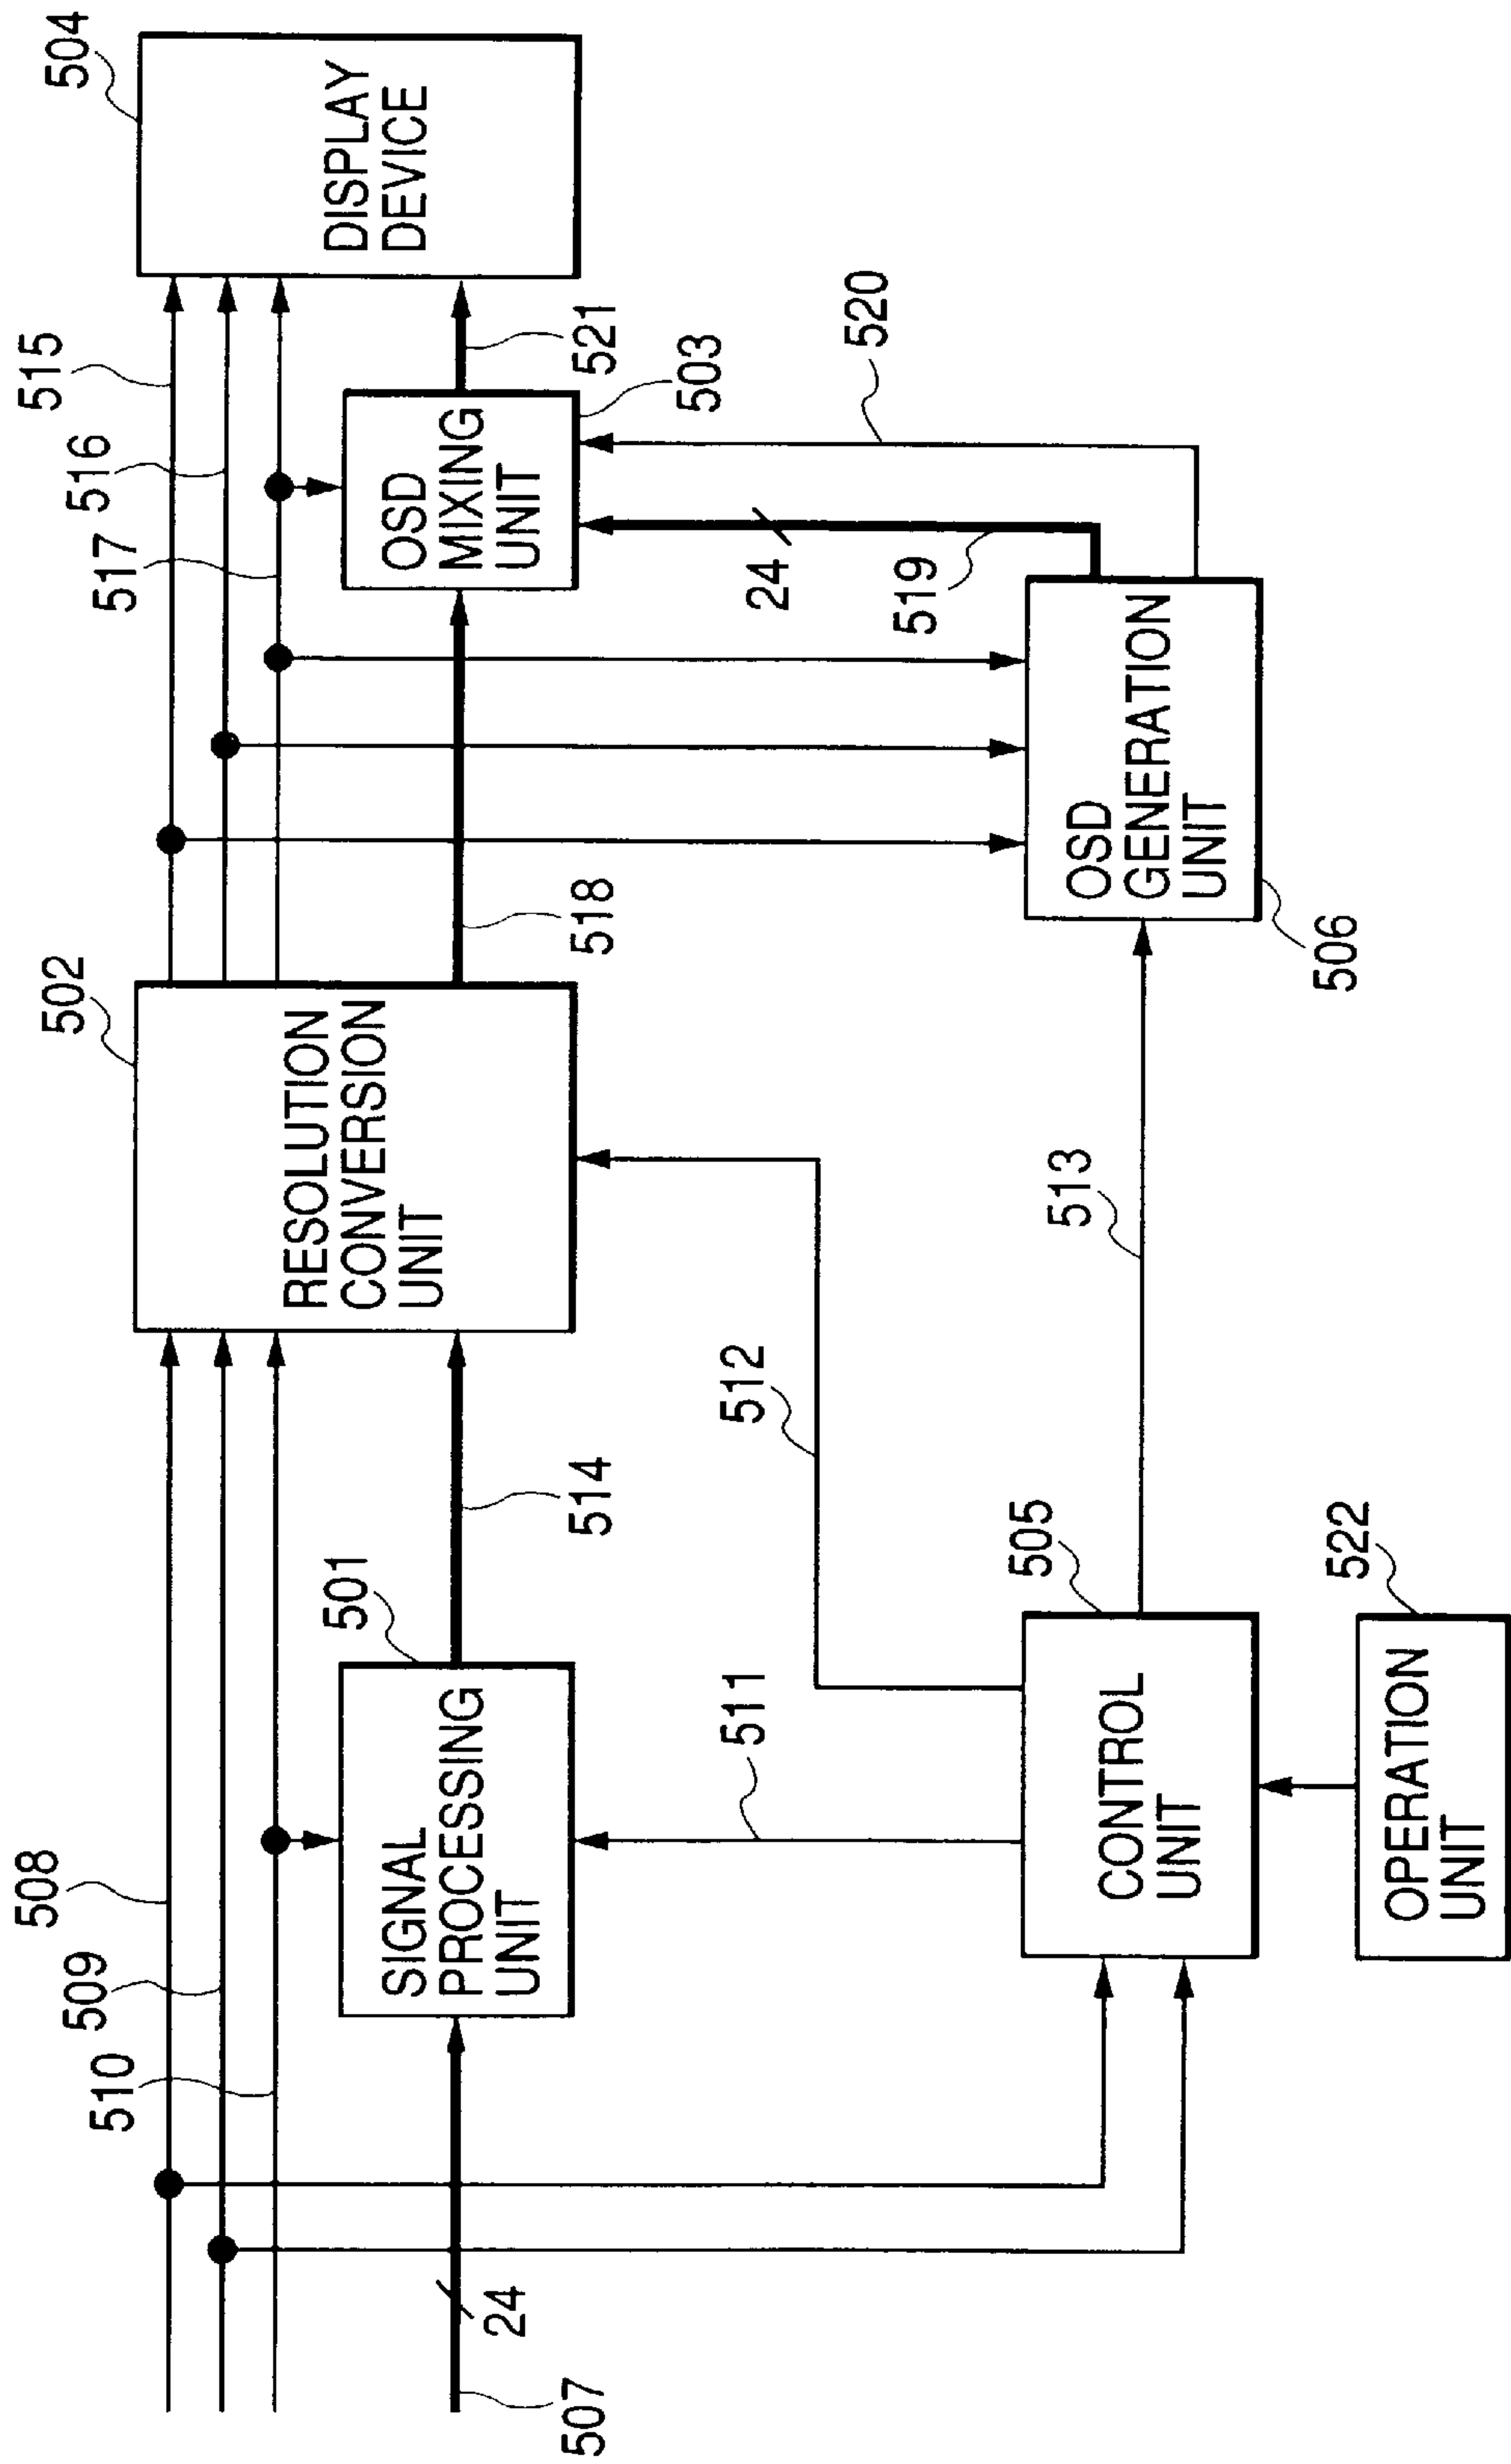 508
509
510
507
24
501
SIGNAL
PROCESSING
UNIT
514
502
RESOLUTION
CONVERSION
UNIT
518
515
516
517
OSD
MIXING
UNIT
503
521
504
DISPLAY
DEVICE
511
512
505
CONTROL
UNIT
522
OPERATION
UNIT
513
OSD
GENERATION
UNIT
506
24
519
520